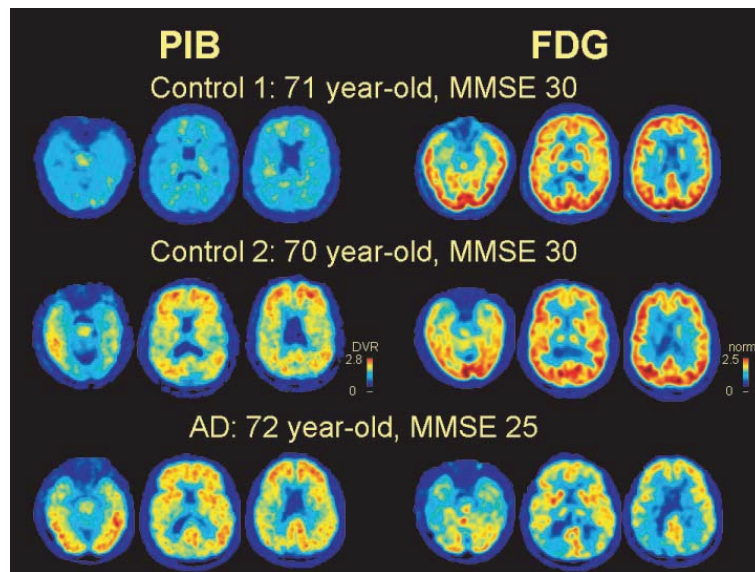 PIB FDG
Control 1: 71 year-old, MMSE 30
Control 2: 70 year-old, MMSE 30
DVR
2.8
0
norm
2.5
0
AD: 72 year-old, MMSE 25